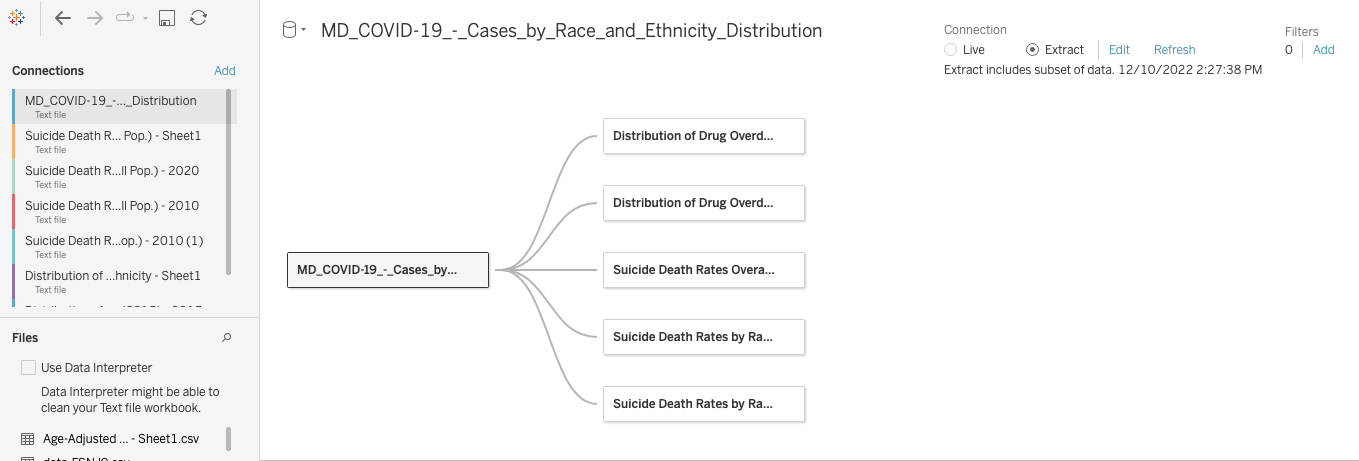 MD_COVID-19_-_Cases_by_Race_and_Ethnicity_Distribution
Connection
Live
Extract
Edit
Refresh
Extract includes subset of data. 12/10/2022 2:27:38 PM
Filters
0
Add
Connections
Add
MD_COVID-19_-..._Distribution
Text file
Suicide Death R... Pop.) - Sheet1
Text file
Suicide Death R...ll Pop.) - 2020
Text file
Suicide Death R...ll Pop.) - 2010
Text file
Suicide Death R...op.) - 2010 (1)
Text file
Distribution of ...hnicity - Sheet1
Text file
Files
Use Data Interpreter
Data Interpreter might be able to
clean your Text file workbook.
Age-Adjusted ... - Sheet1.csv
MD_COVID-19_-_Cases_by...
Distribution of Drug Overd...
Distribution of Drug Overd...
Suicide Death Rates Overa...
Suicide Death Rates by Ra...
Suicide Death Rates by Ra...